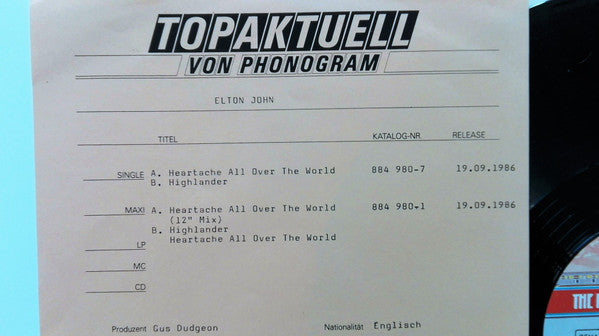 TOPAKTUELL
VON PHONOGRAM
ELTON JOHN
TITEL KATALOG-NR. RELEASE
SINGLE A. Heartache All Over The World 884 980-7 19.09.1986
B. Highlander
MAXI A. Heartache All Over The World 884 980-1 19.09.1986
(12" Mix)
B. Highlander
LP Heartache All Over The World
MC
CD
Produzent Gus Dudgeon Nationalität Englisch
THE